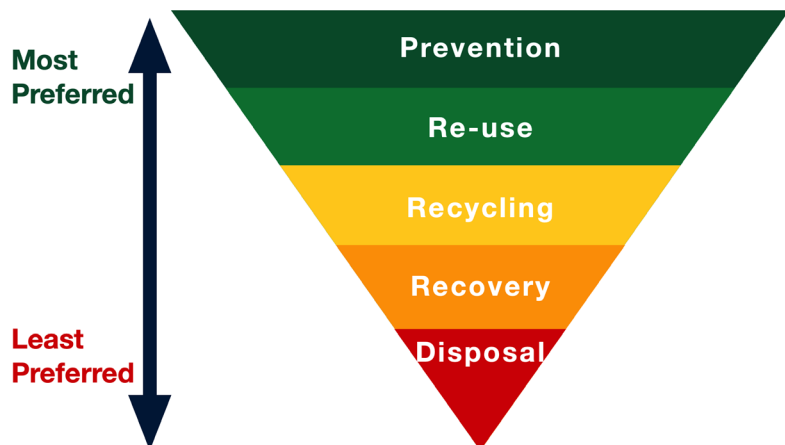 Most
Preferred
Prevention
Re-use
Recycling
Recovery
Least
Preferred
Disposal